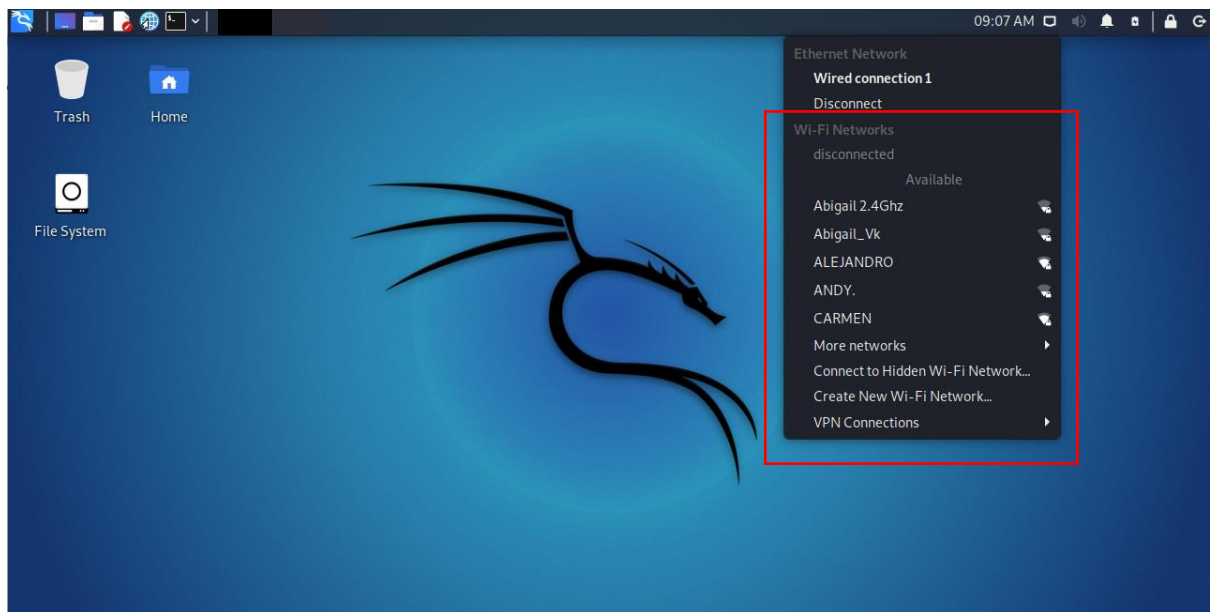 09:07 AM
Trash
Home
File System
Ethernet Network
Wired connection 1
Disconnect
Wi-Fi Networks
disconnected
Available
Abigail 2.4Ghz
Abigail_Vk
ALEJANDRO
ANDY.
CARMEN
More networks
Connect to Hidden Wi-Fi Network...
Create New Wi-Fi Network...
VPN Connections